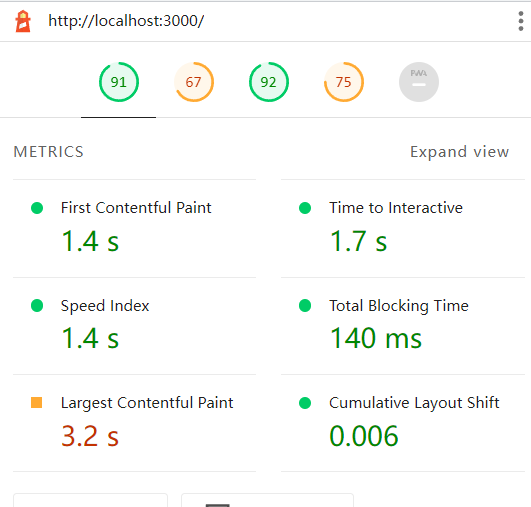 http://localhost:3000/
91 67 92 75 PWA
METRICS Expand view
First Contentful Paint Time to Interactive
1.4 s 1.7 s
Speed Index Total Blocking Time
1.4 s 140 ms
Largest Contentful Paint Cumulative Layout Shift
3.2 s 0.006